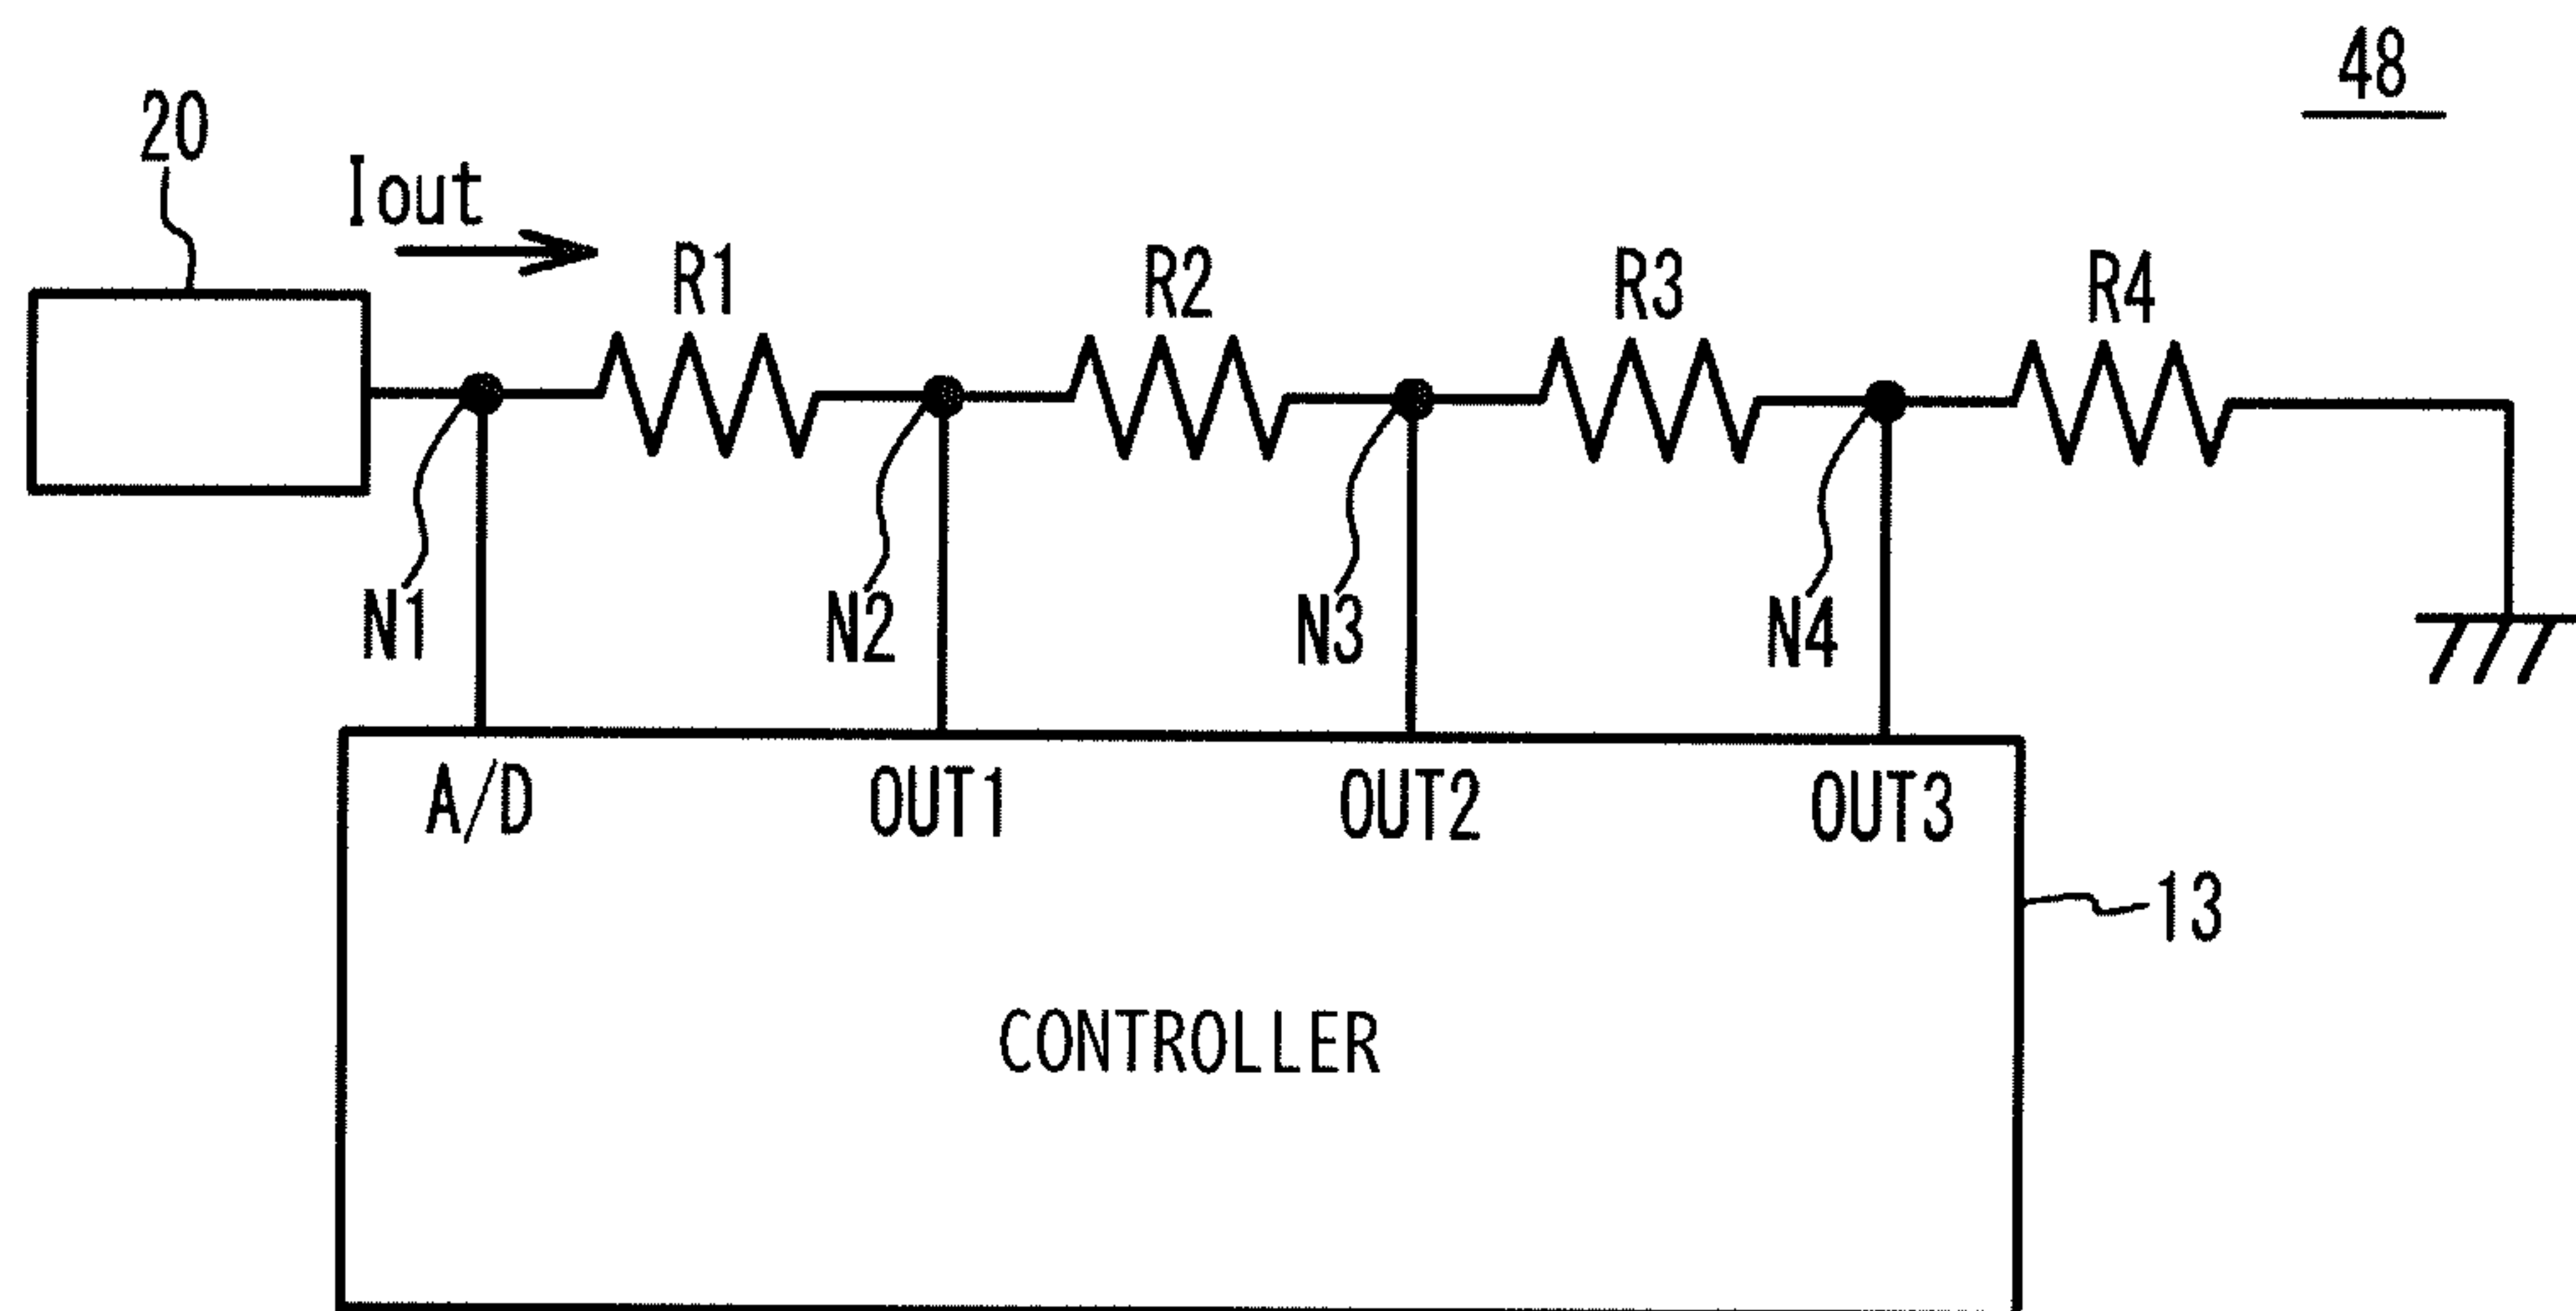 48
20
Iout
R1
R2
R3
R4
N1
N2
N3
N4
A/D
OUT1
OUT2
OUT3
13
CONTROLLER